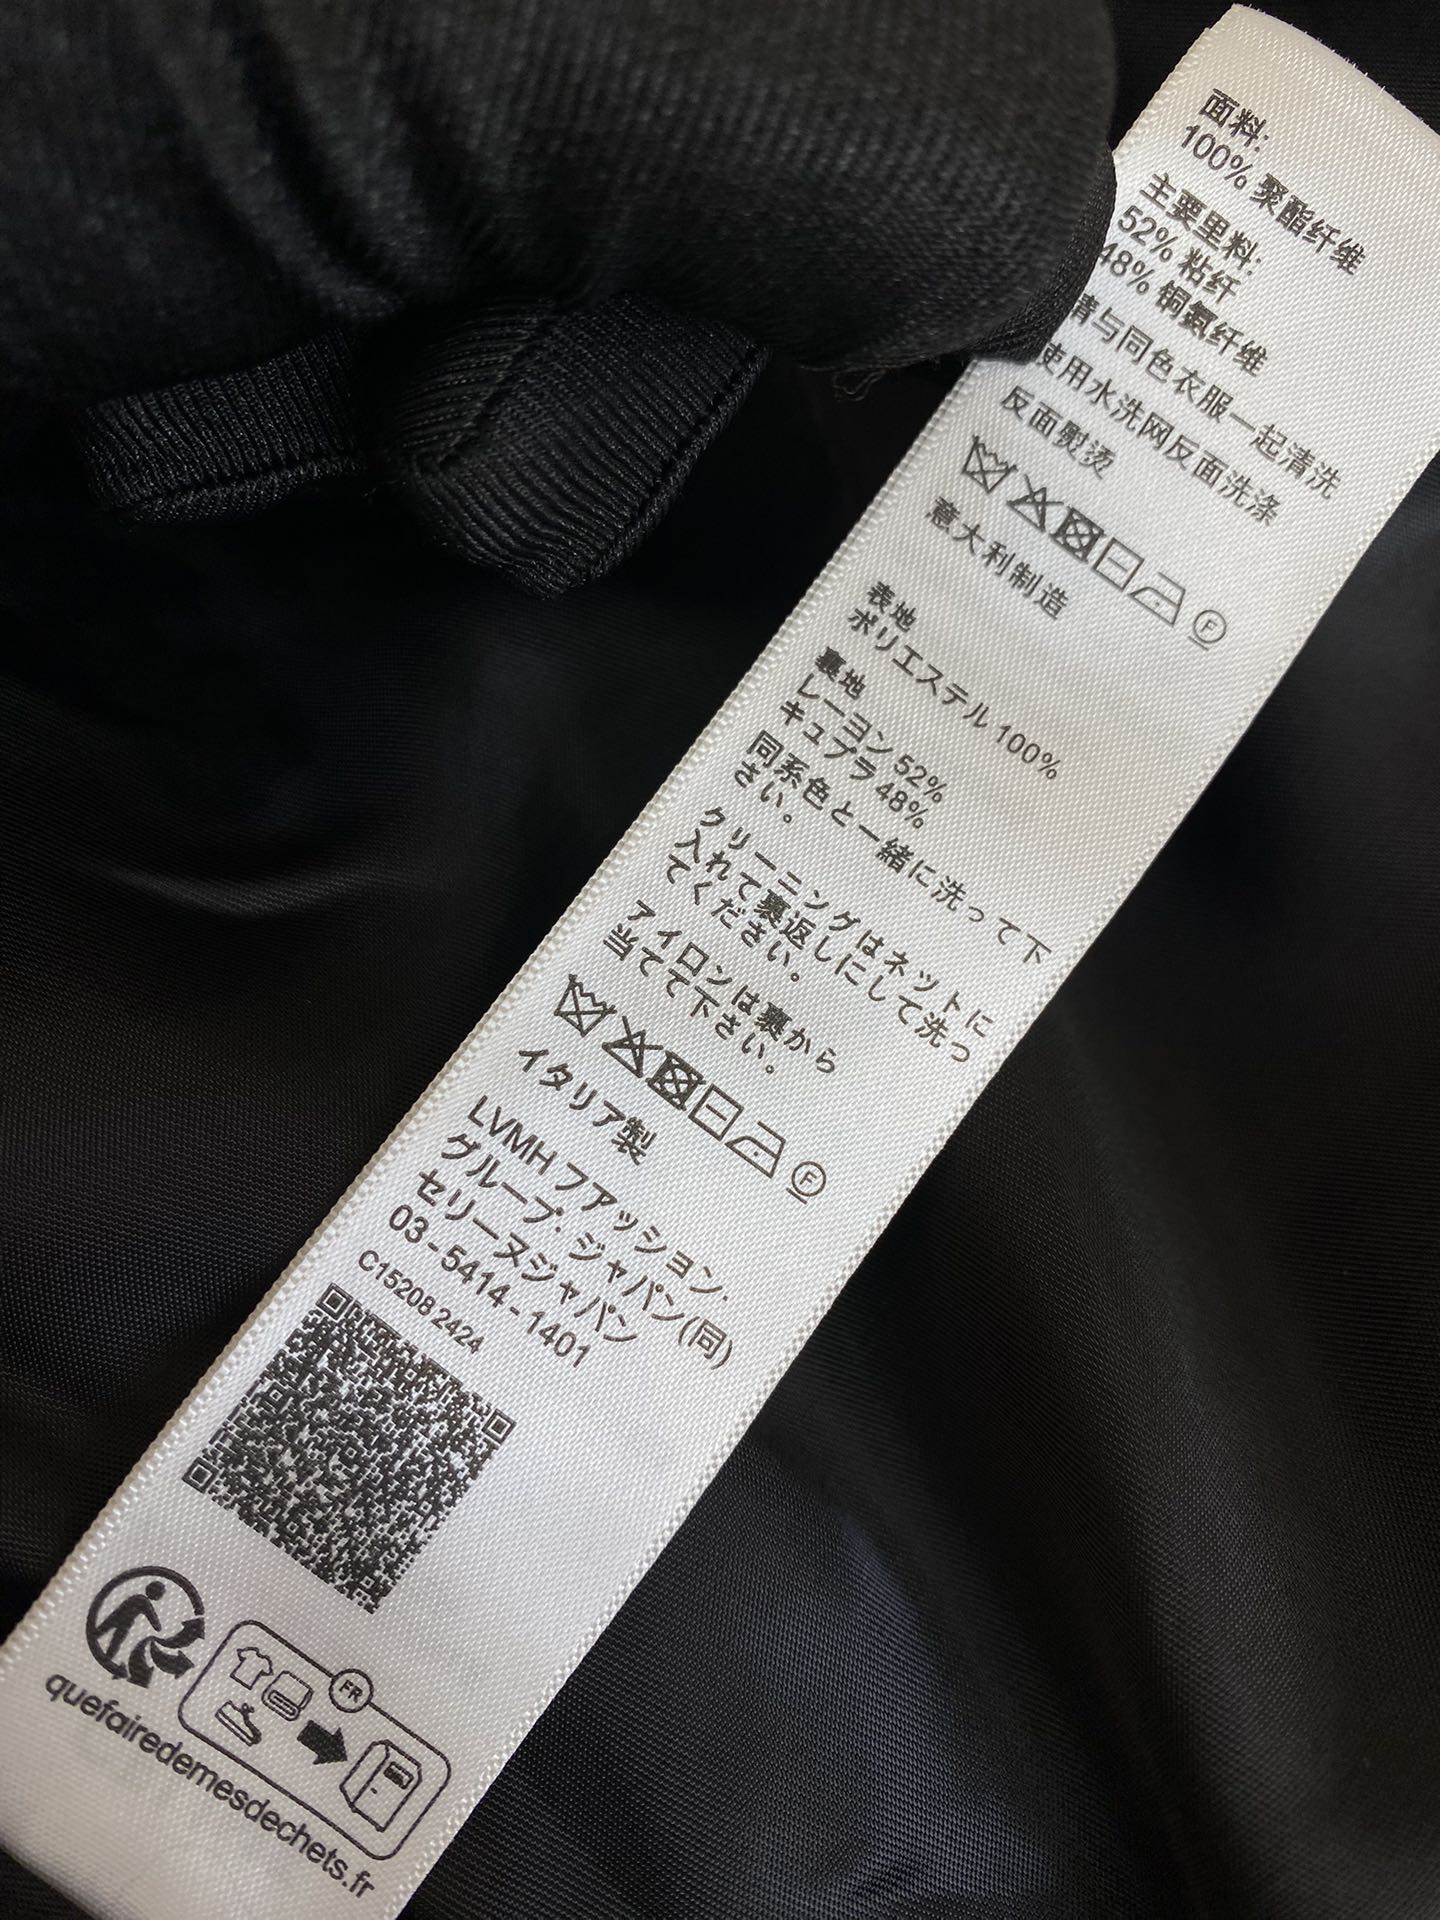 面料:
100% 聚酯纤维
主要里料:
52% 粘纤
48% 铜氨纤维
请与同色衣服一起清洗
使用水洗网反面洗涤
反面熨烫
F
意大利制造
表地
ポリエステル 100%
裏地
レーヨン 52%
キュプラ 48%
同系色と一緒に洗って下
さい。
クリーニングはネットに
入れて裏返しにして洗っ
てください。
アイロンは裏から
当てて下さい。
F
イタリア製
LVMH ファッション·
グループ· ジャパン(同)
セリーヌジャパン
03-5414-1401
C15208 2424
FR
quefairedemesdechets.fr